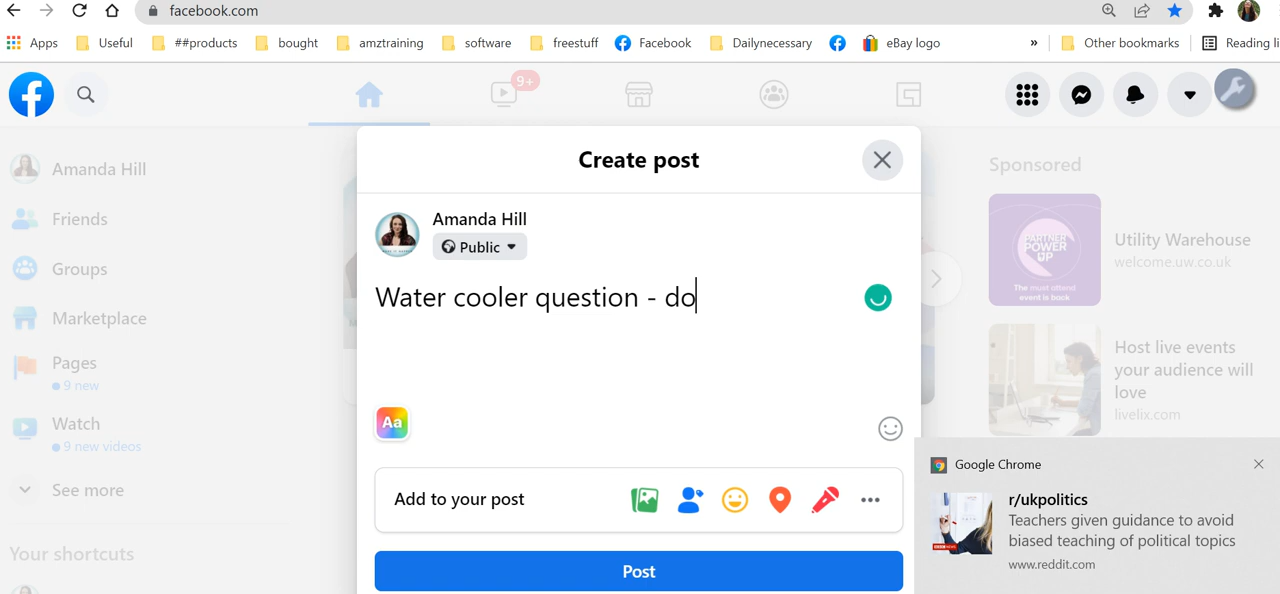 facebook.com
Apps Useful ##products bought amztraining software freestuff Facebook Dailynecessary eBay logo » Other bookmarks Reading li
9+
Create post
Amanda Hill
Public
Water cooler question - do
Aa
Add to your post
Post
Amanda Hill
Friends
Groups
Marketplace
Pages
9 new
Watch
9 new videos
See more
Your shortcuts
Sponsored
PARTNER
POWER
UP
The must attend
event is back
Utility Warehouse
welcome.uw.co.uk
Host live events
your audience will
love
livelix.com
Google Chrome
r/ukpolitics
Teachers given guidance to avoid
biased teaching of political topics
www.reddit.com